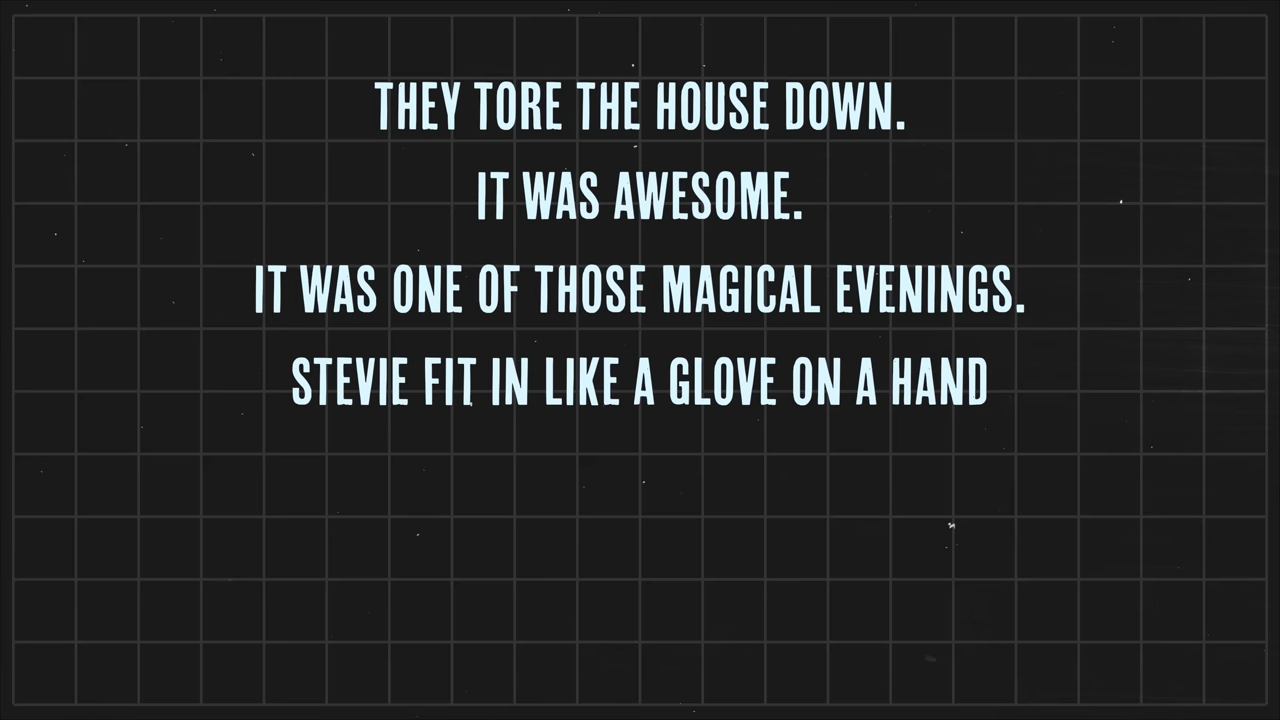 THEY TORE THE HOUSE DOWN.
IT WAS AWESOME.
IT WAS ONE OF THOSE MAGICAL EVENINGS.
STEVIE FIT IN LIKE A GLOVE ON A HAND